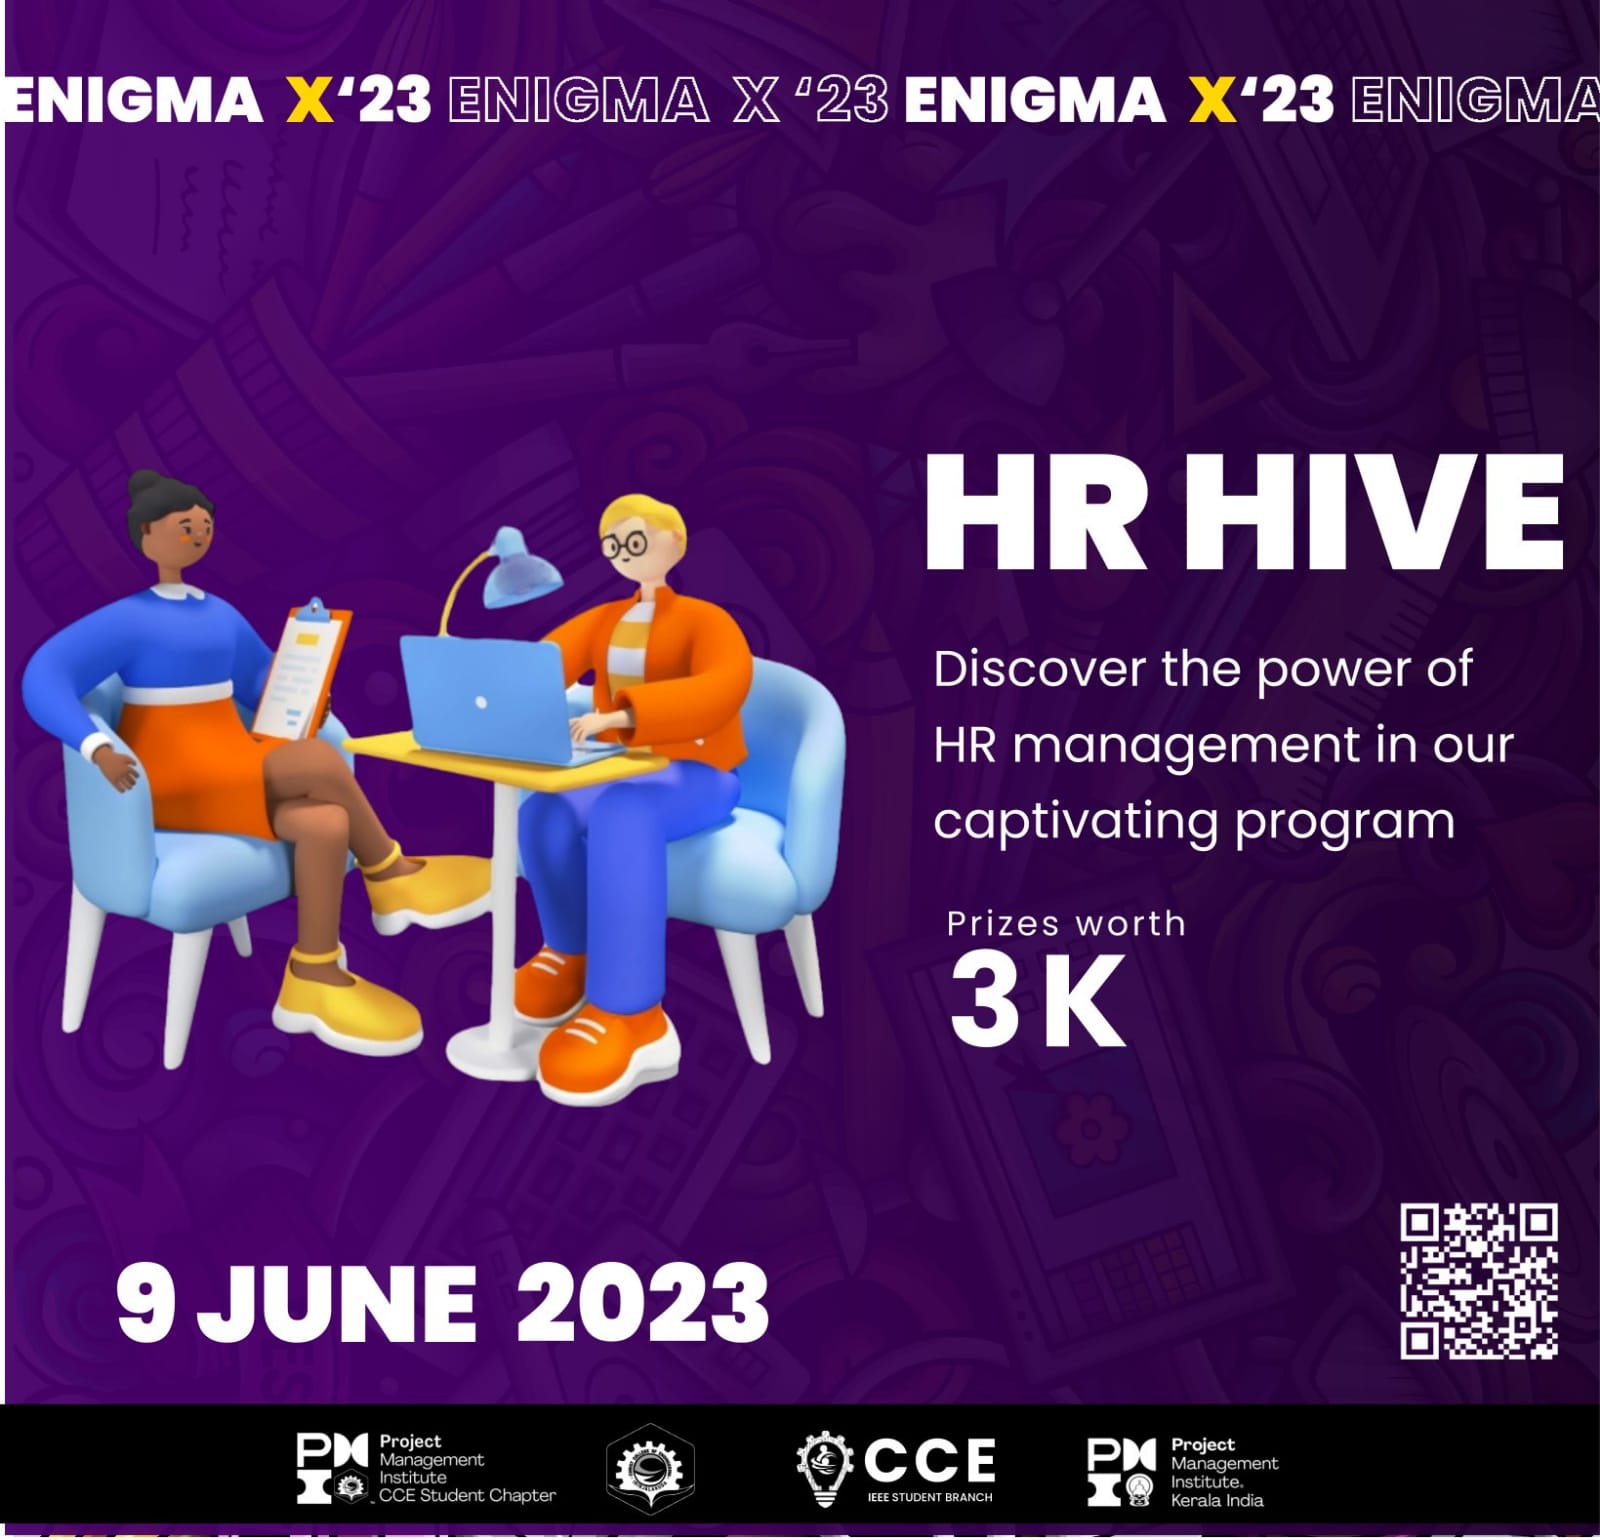 ENIGMA X‘23 ENIGMA X ‘23 ENIGMA X‘23 ENIGMA
HR HIVE
Discover the power of
HR management in our
captivating program
Prizes worth
3K
9 JUNE 2023
Project
Management
Institute
CCE Student Chapter
CCE
IEEE STUDENT BRANCH
Project
Management
Institute.
Kerala India